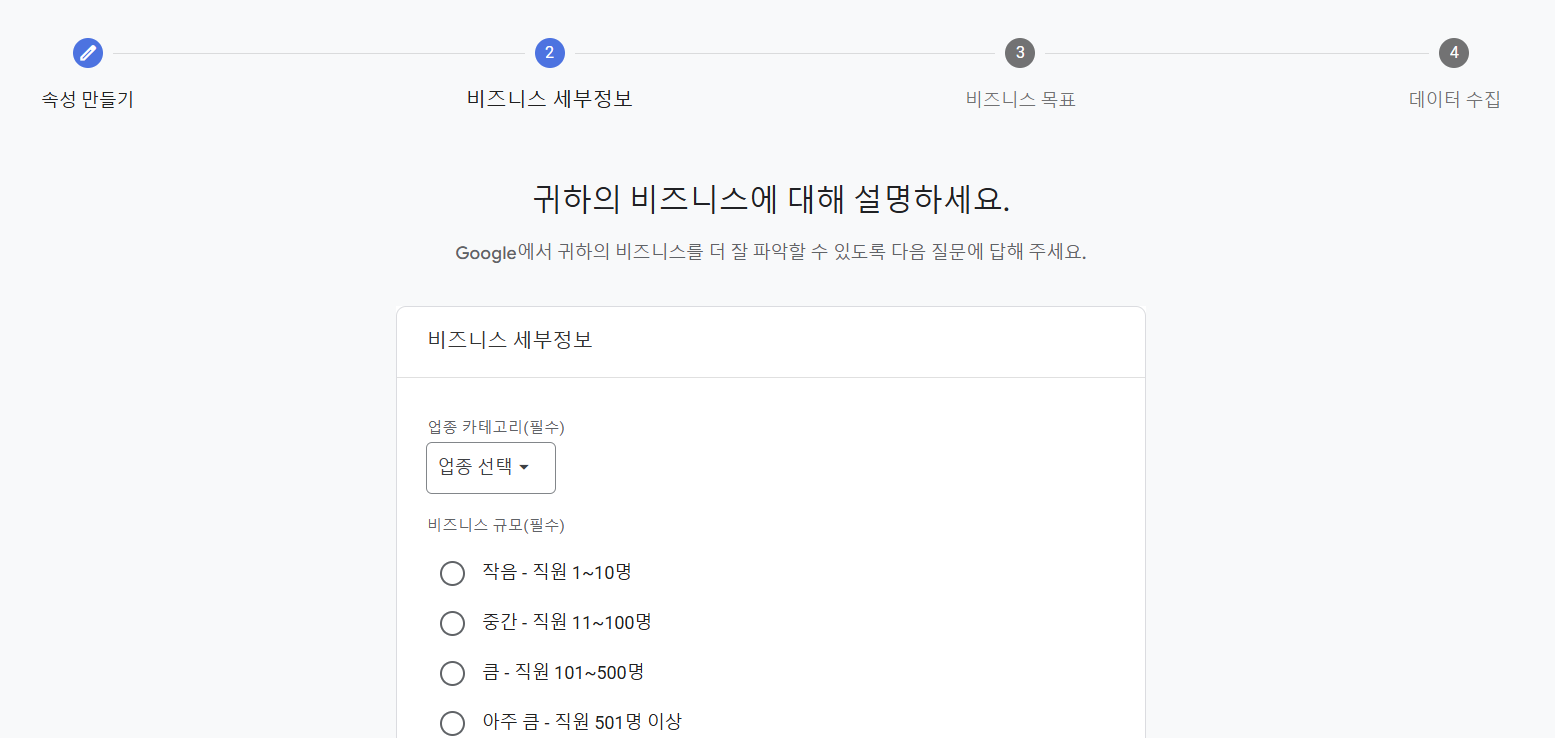 2
3
4
속성 만들기
비즈니스 세부정보
비즈니스 목표
데이터 수집
귀하의 비즈니스에 대해 설명하세요.
Google에서 귀하의 비즈니스를 더 잘 파악할 수 있도록 다음 질문에 답해 주세요.
비즈니스 세부정보
업종 카테고리(필수)
업종 선택
비즈니스 규모(필수)
작음 - 직원 1~10명
중간 - 직원 11~100명
큼 - 직원 101~500명
아주 큼 - 직원 501명 이상